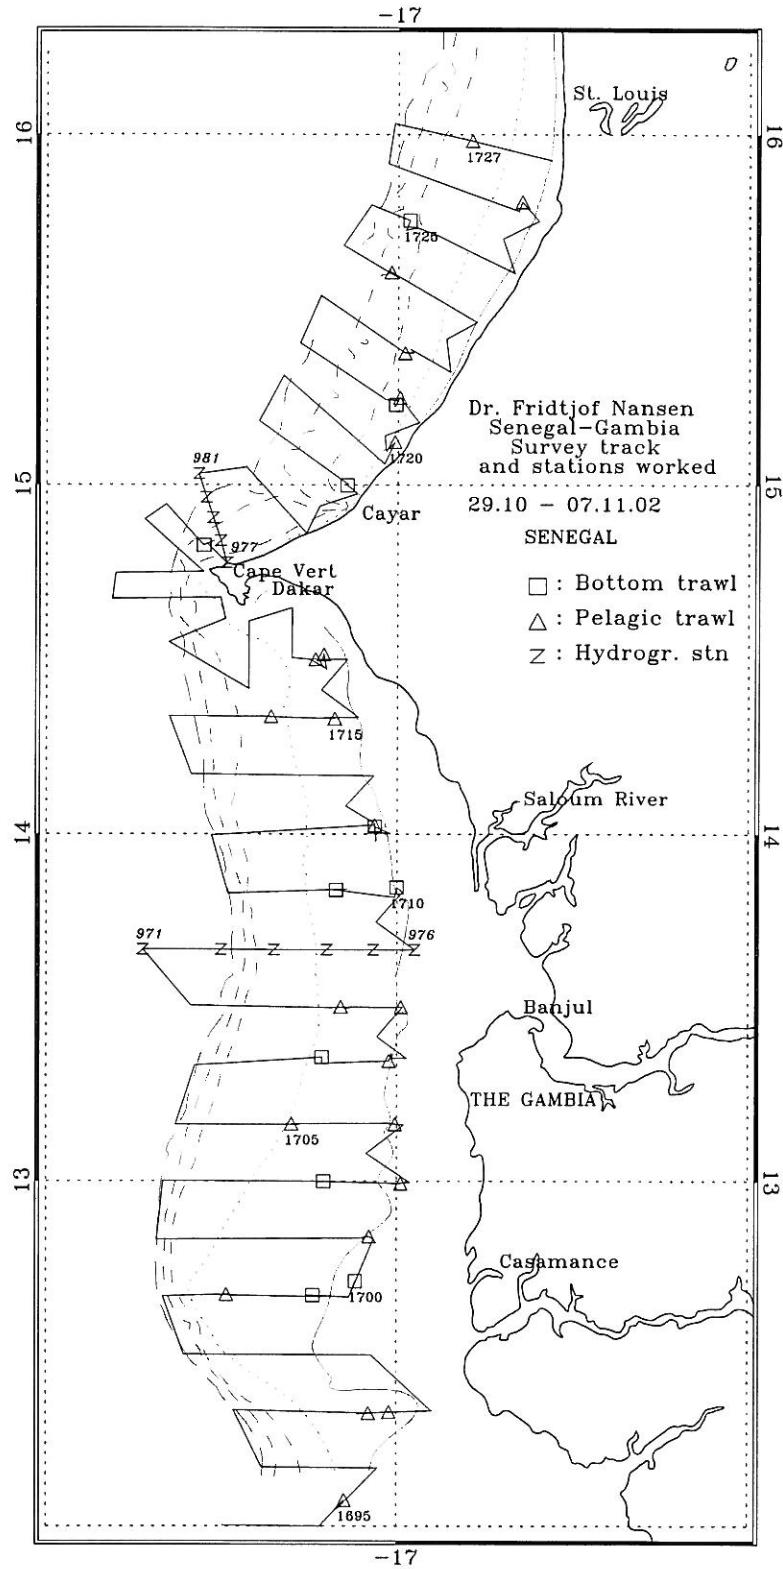 -17
St. Louis
16
16
1727
1725
Dr. Fridtjof Nansen
Senegal-Gambia
Survey track
and stations worked
1720
981
15
15
29.10 - 07.11.02
Cayar
SENEGAL
977
Cape Vert
Dakar
: Bottom trawl
: Pelagic trawl
: Hydrogr. stn
1715
Saloum River
14
14
1710
971
976
Banjul
THE GAMBIA
1705
13
13
Casamance
1700
1695
-17